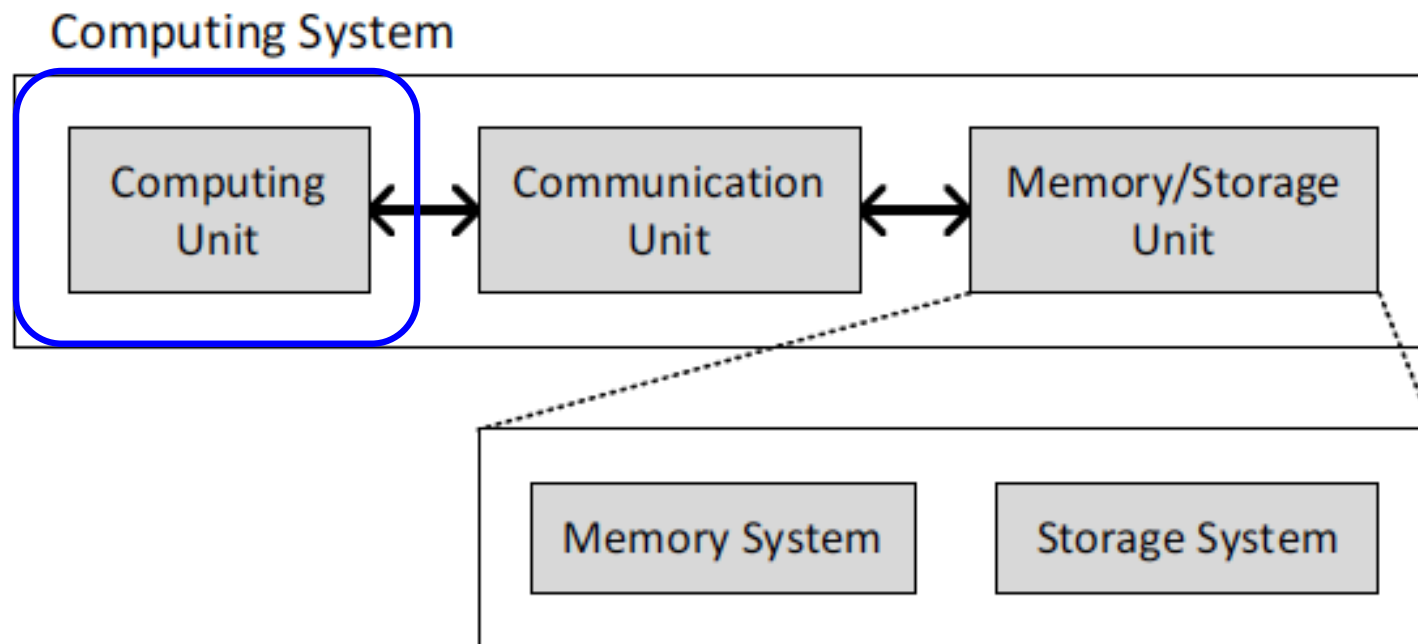 Computing System
Computing
Unit
Communication
Unit
Memory/Storage
Unit
Memory System
Storage System